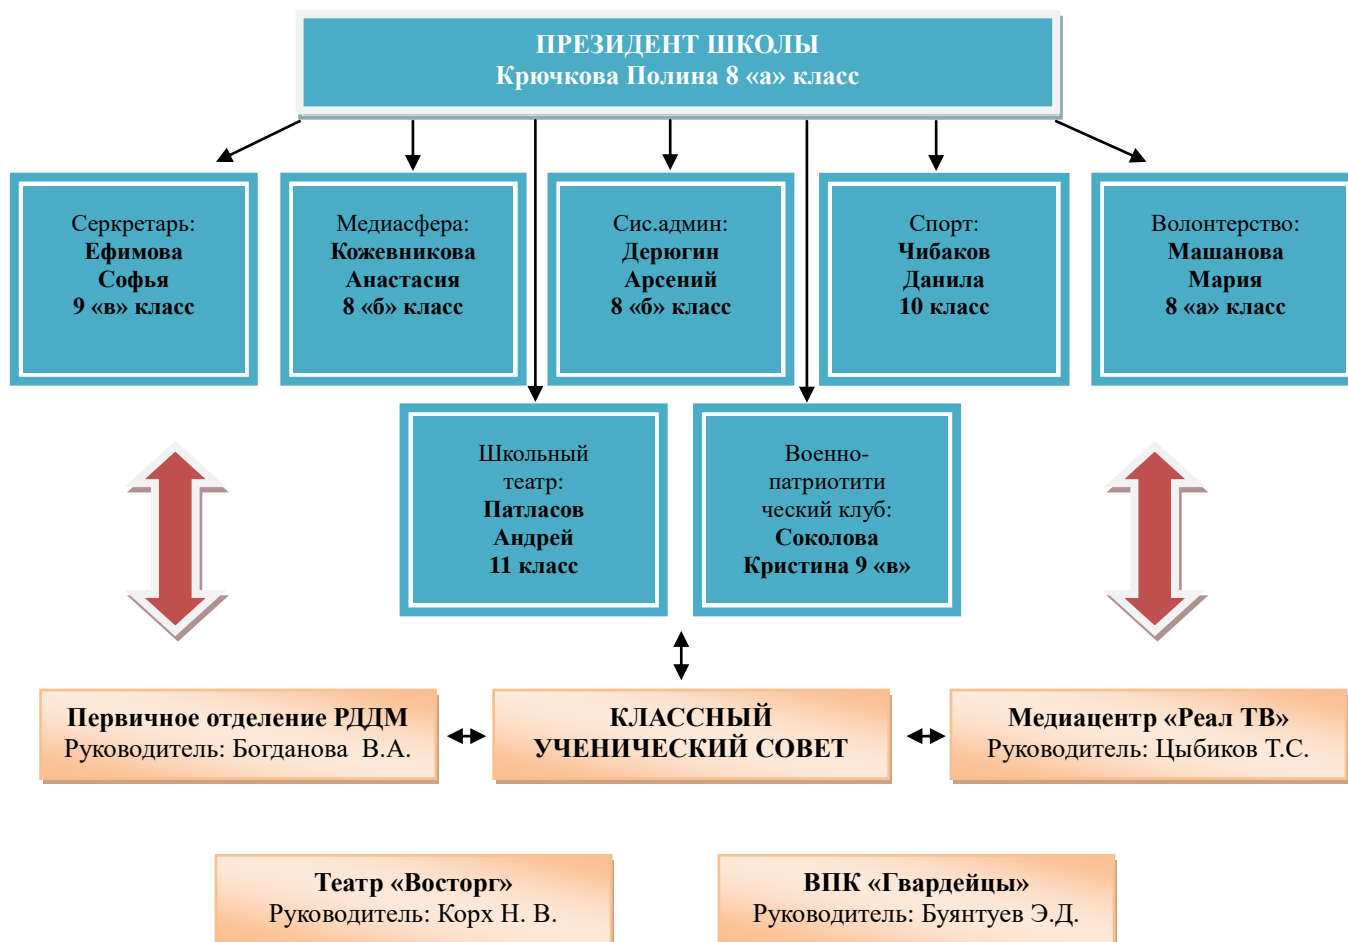 ПРЕЗИДЕНТ ШКОЛЫ
Крючкова Полина 8 «а» класс
Серкретарь:
Ефимова
Софья
9 «в» класс
Медиасфера:
Кожевникова
Анастасия
8 «б» класс
Сис.админ:
Дерюгин
Арсений
8 «б» класс
Спорт:
Чибаков
Данила
10 класс
Волонтерство:
Машанова
Мария
8 «а» класс
Школьный
театр:
Патласов
Андрей
11 класс
Военно-
патриотити
ческий клуб:
Соколова
Кристина 9 «в»
Первичное отделение РДДМ
Руководитель: Богданова  В.А.
КЛАССНЫЙ
УЧЕНИЧЕСКИЙ СОВЕТ
Медиацентр «Реал ТВ»
Руководитель: Цыбиков Т.С.
Театр «Восторг»
Руководитель: Корх Н. В.
ВПК «Гвардейцы»
Руководитель: Буянтуев Э.Д.